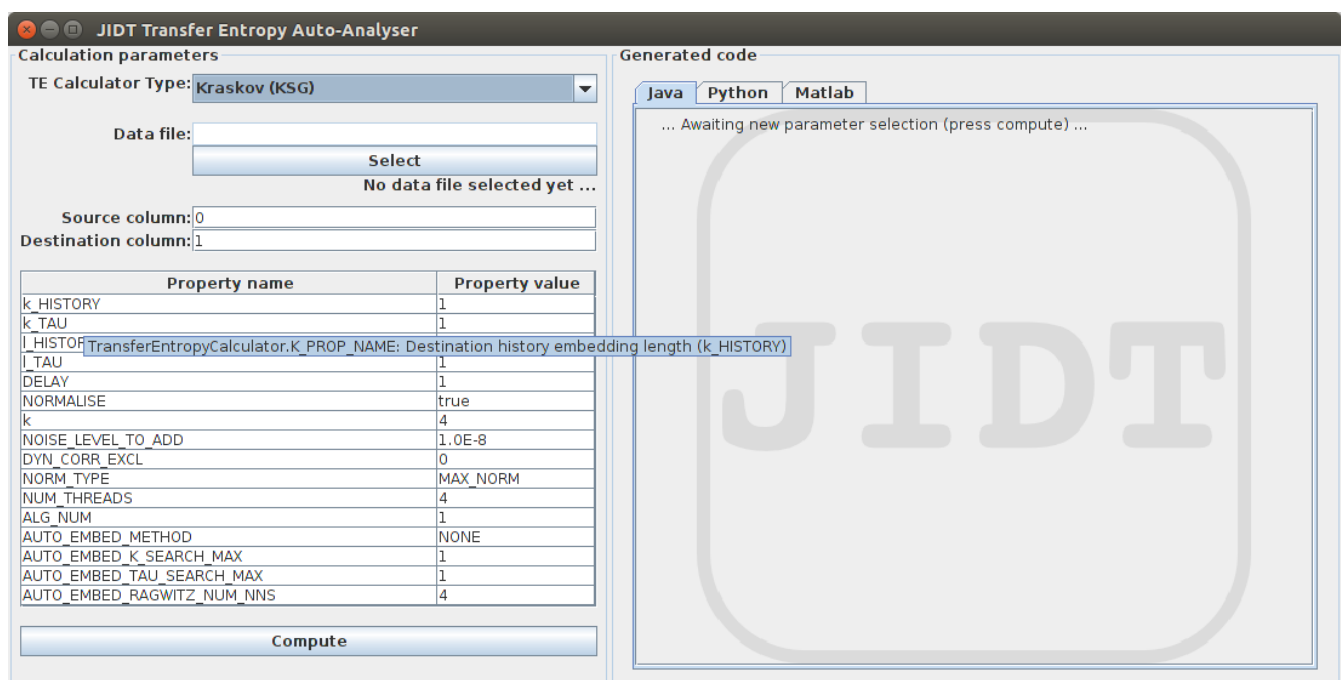 JIDT Transfer Entropy Auto-Analyser
Calculation parameters
TE Calculator Type: Kraskov (KSG)
Data file:
Select
No data file selected yet ...
Source column: 0
Destination column: 1
Property name Property value
k_HISTORY 1
k_TAU 1
l_HISTOR
TransferEntropyCalculator.K_PROP_NAME: Destination history embedding length (k_HISTORY)
l_TAU 1
DELAY 1
NORMALISE true
k 4
NOISE_LEVEL_TO_ADD 1.0E-8
DYN_CORR_EXCL 0
NORM_TYPE MAX_NORM
NUM_THREADS 4
ALG_NUM 1
AUTO_EMBED_METHOD NONE
AUTO_EMBED_K_SEARCH_MAX 1
AUTO_EMBED_TAU_SEARCH_MAX 1
AUTO_EMBED_RAGWITZ_NUM_NNS 4
Compute
Generated code
Java Python Matlab
... Awaiting new parameter selection (press compute) ...
JIDT